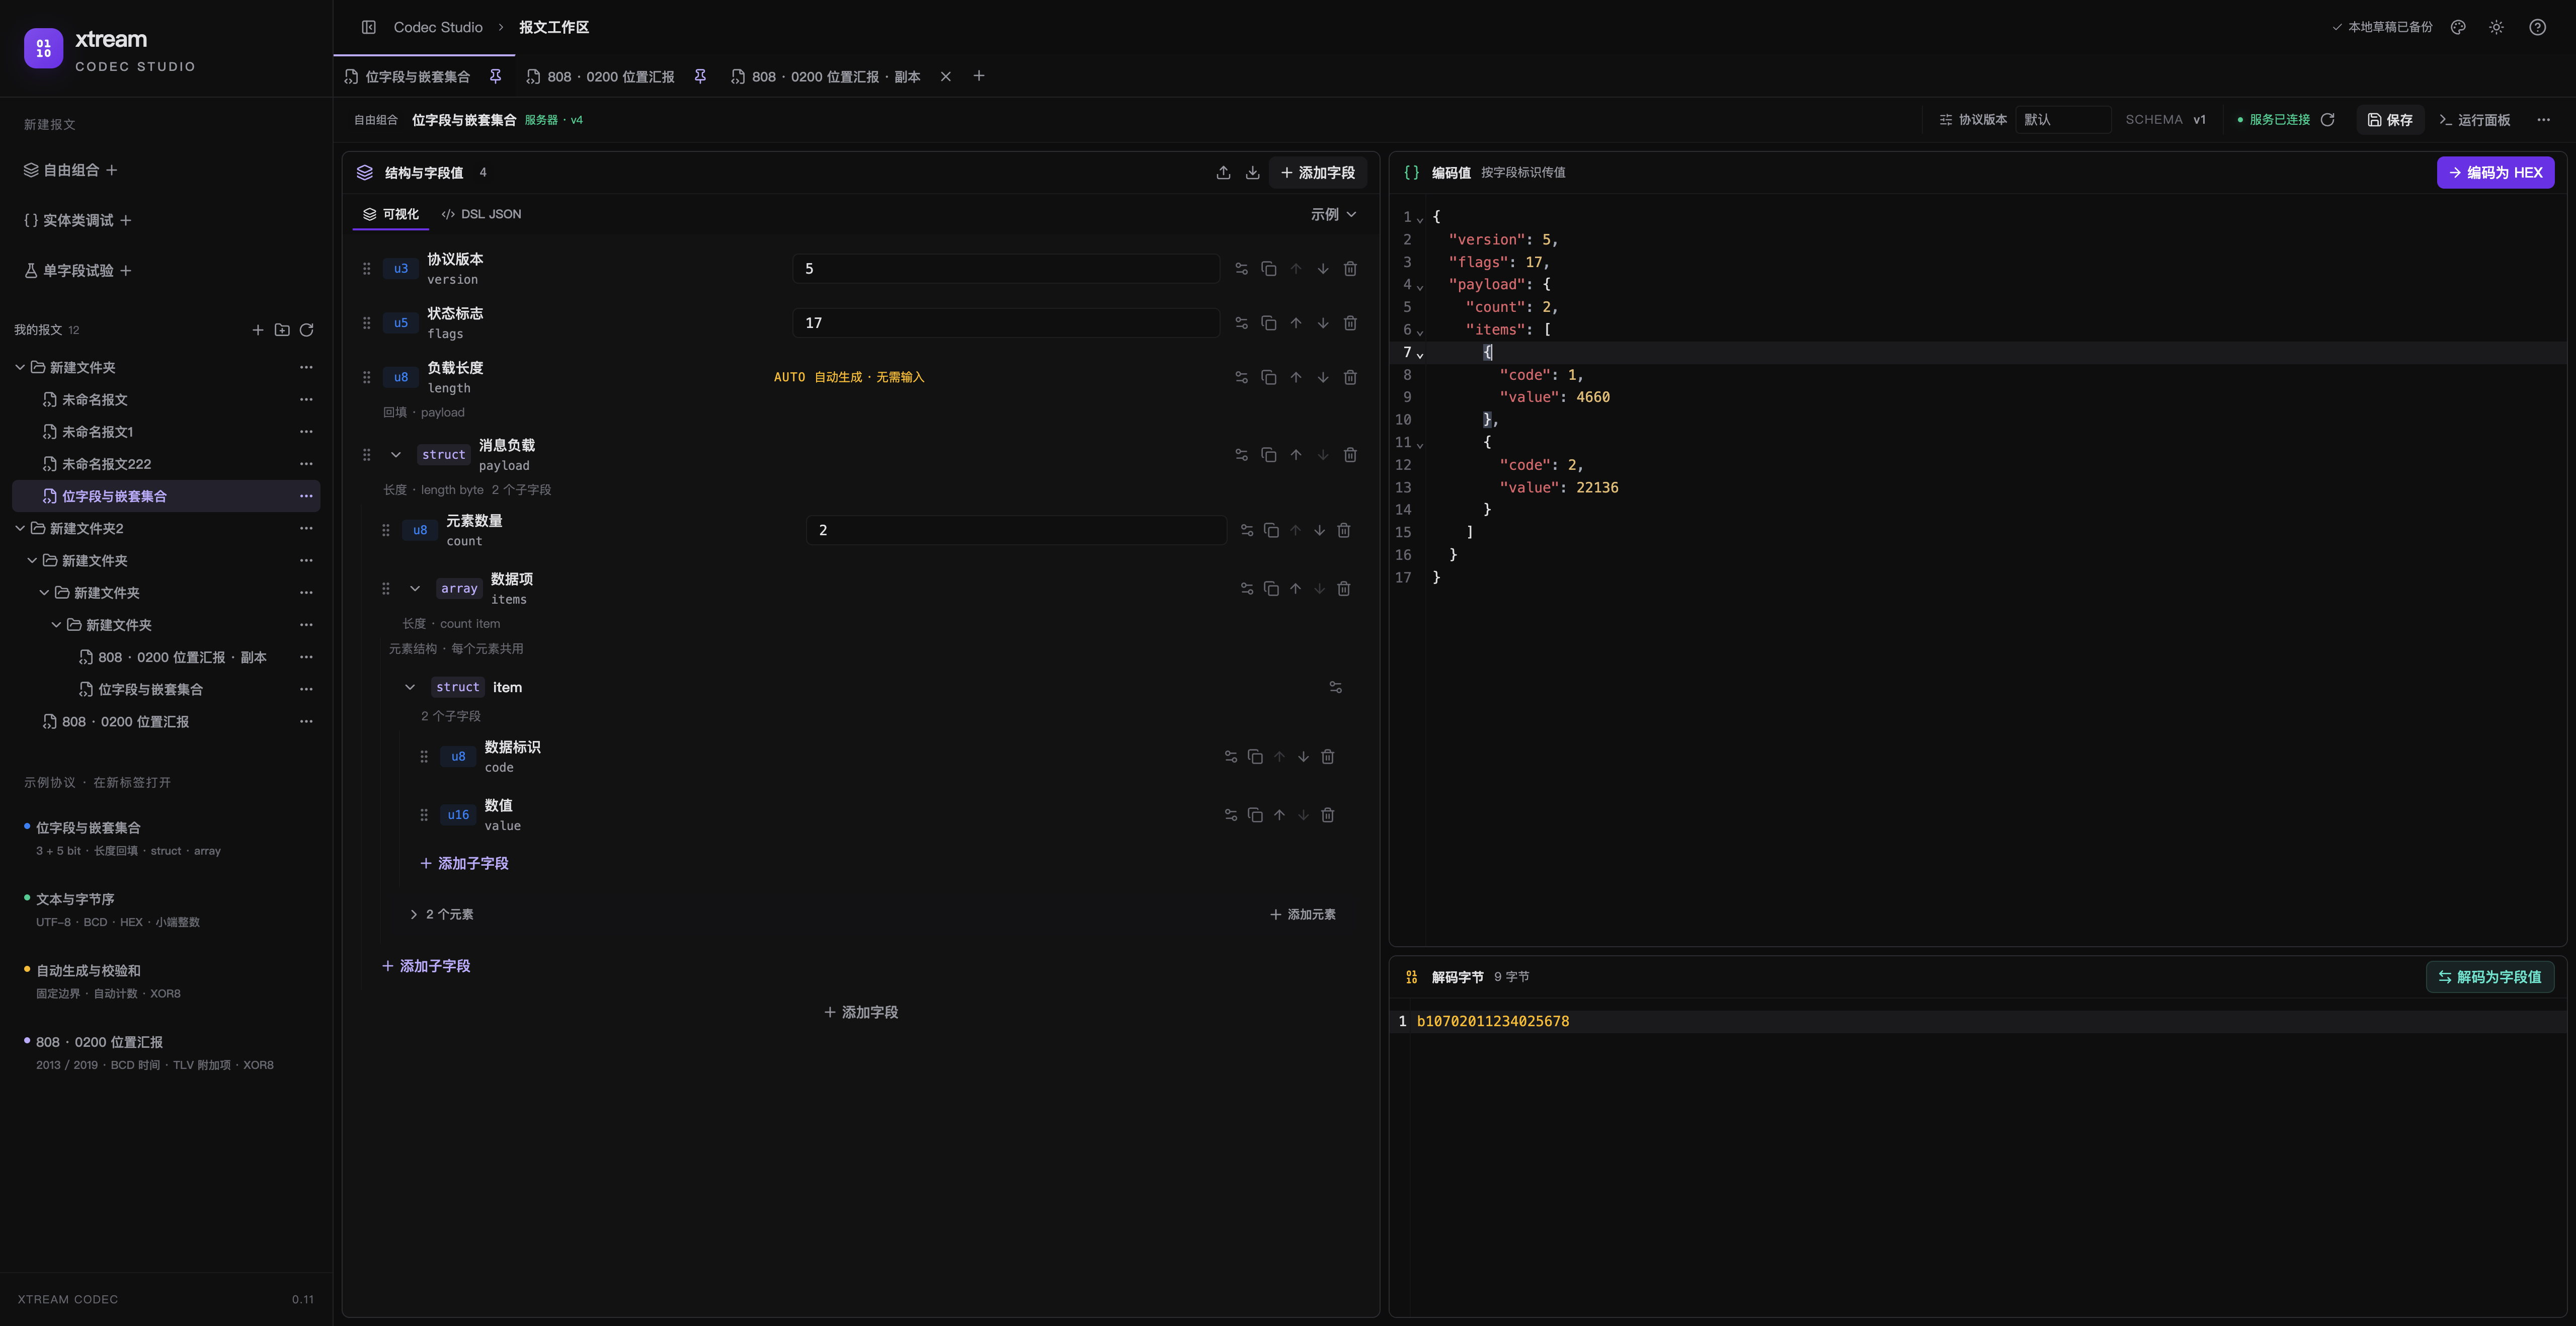 01
10
xtream
CODEC STUDIO
新建报文
自由组合
{ } 实体类调试
单字段试验
我的报文 12
新建文件夹
未命名报文
未命名报文1
未命名报文222
位字段与嵌套集合
新建文件夹2
新建文件夹
新建文件夹
新建文件夹
808 · 0200 位置汇报 · 副本
位字段与嵌套集合
808 · 0200 位置汇报
示例协议 · 在新标签打开
位字段与嵌套集合
3 + 5 bit · 长度回填 · struct · array
文本与字节序
UTF-8 · BCD · HEX · 小端整数
自动生成与校验和
固定边界 · 自动计数 · XOR8
808 · 0200 位置汇报
2013 / 2019 · BCD 时间 · TLV 附加项 · XOR8
XTREAM CODEC 0.11
Codec Studio › 报文工作区
本地草稿已备份
位字段与嵌套集合
808 · 0200 位置汇报
808 · 0200 位置汇报 · 副本
自由组合 位字段与嵌套集合 服务器 · v4
协议版本 默认 SCHEMA v1 服务已连接 保存 运行面板
结构与字段值 4
+ 添加字段
可视化 </> DSL JSON 示例
u3 协议版本 5
version
u5 状态标志 17
flags
u8 负载长度 AUTO 自动生成 · 无需输入
length
回填 · payload
struct 消息负载
payload
长度 · length byte 2 个子字段
u8 元素数量 2
count
array 数据项
items
长度 · count item
元素结构 · 每个元素共用
struct item
2 个子字段
u8 数据标识
code
u16 数值
value
+ 添加子字段
2 个元素 + 添加元素
+ 添加子字段
+ 添加字段
{ } 编码值 按字段标识传值 → 编码为 HEX
1 {
2 "version": 5,
3 "flags": 17,
4 "payload": {
5 "count": 2,
6 "items": [
7 {
8 "code": 1,
9 "value": 4660
10 },
11 {
12 "code": 2,
13 "value": 22136
14 }
15 ]
16 }
17 }
01
10
解码字节 9 字节 解码为字段值
1 b10702011234025678